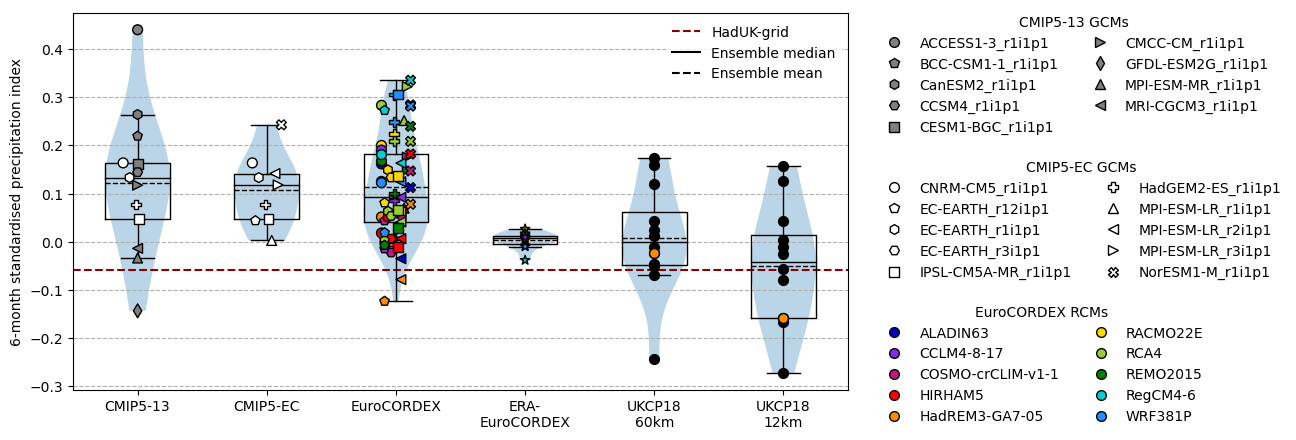 6-month standardised precipitation index
0.4
0.3
0.2
0.1
0.0
−0.1
−0.2
−0.3
HadUK-grid
Ensemble median
Ensemble mean
CMIP5-13
CMIP5-EC
EuroCORDEX
ERA-
EuroCORDEX
UKCP18
60km
UKCP18
12km
CMIP5-13 GCMs
ACCESS1-3_r1i1p1
BCC-CSM1-1_r1i1p1
CanESM2_r1i1p1
CCSM4_r1i1p1
CESM1-BGC_r1i1p1
CMCC-CM_r1i1p1
GFDL-ESM2G_r1i1p1
MPI-ESM-MR_r1i1p1
MRI-CGCM3_r1i1p1
CMIP5-EC GCMs
CNRM-CM5_r1i1p1
EC-EARTH_r12i1p1
EC-EARTH_r1i1p1
EC-EARTH_r3i1p1
IPSL-CM5A-MR_r1i1p1
HadGEM2-ES_r1i1p1
MPI-ESM-LR_r1i1p1
MPI-ESM-LR_r2i1p1
MPI-ESM-LR_r3i1p1
NorESM1-M_r1i1p1
EuroCORDEX RCMs
ALADIN63
CCLM4-8-17
COSMO-crCLIM-v1-1
HIRHAM5
HadREM3-GA7-05
RACMO22E
RCA4
REMO2015
RegCM4-6
WRF381P